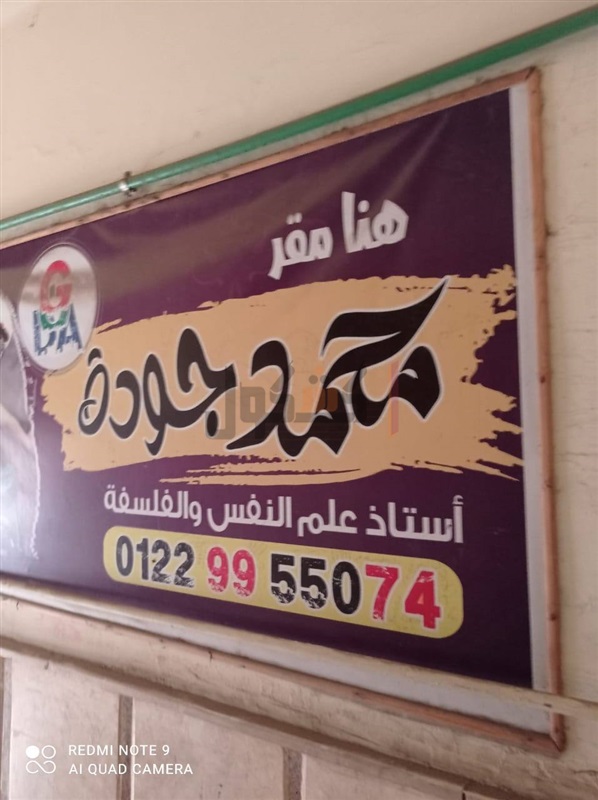 هنا مقر
محمد جودة
أستاذ علم النفس والفلسفة
0122 99 55074
REDMI NOTE 9
AI QUAD CAMERA